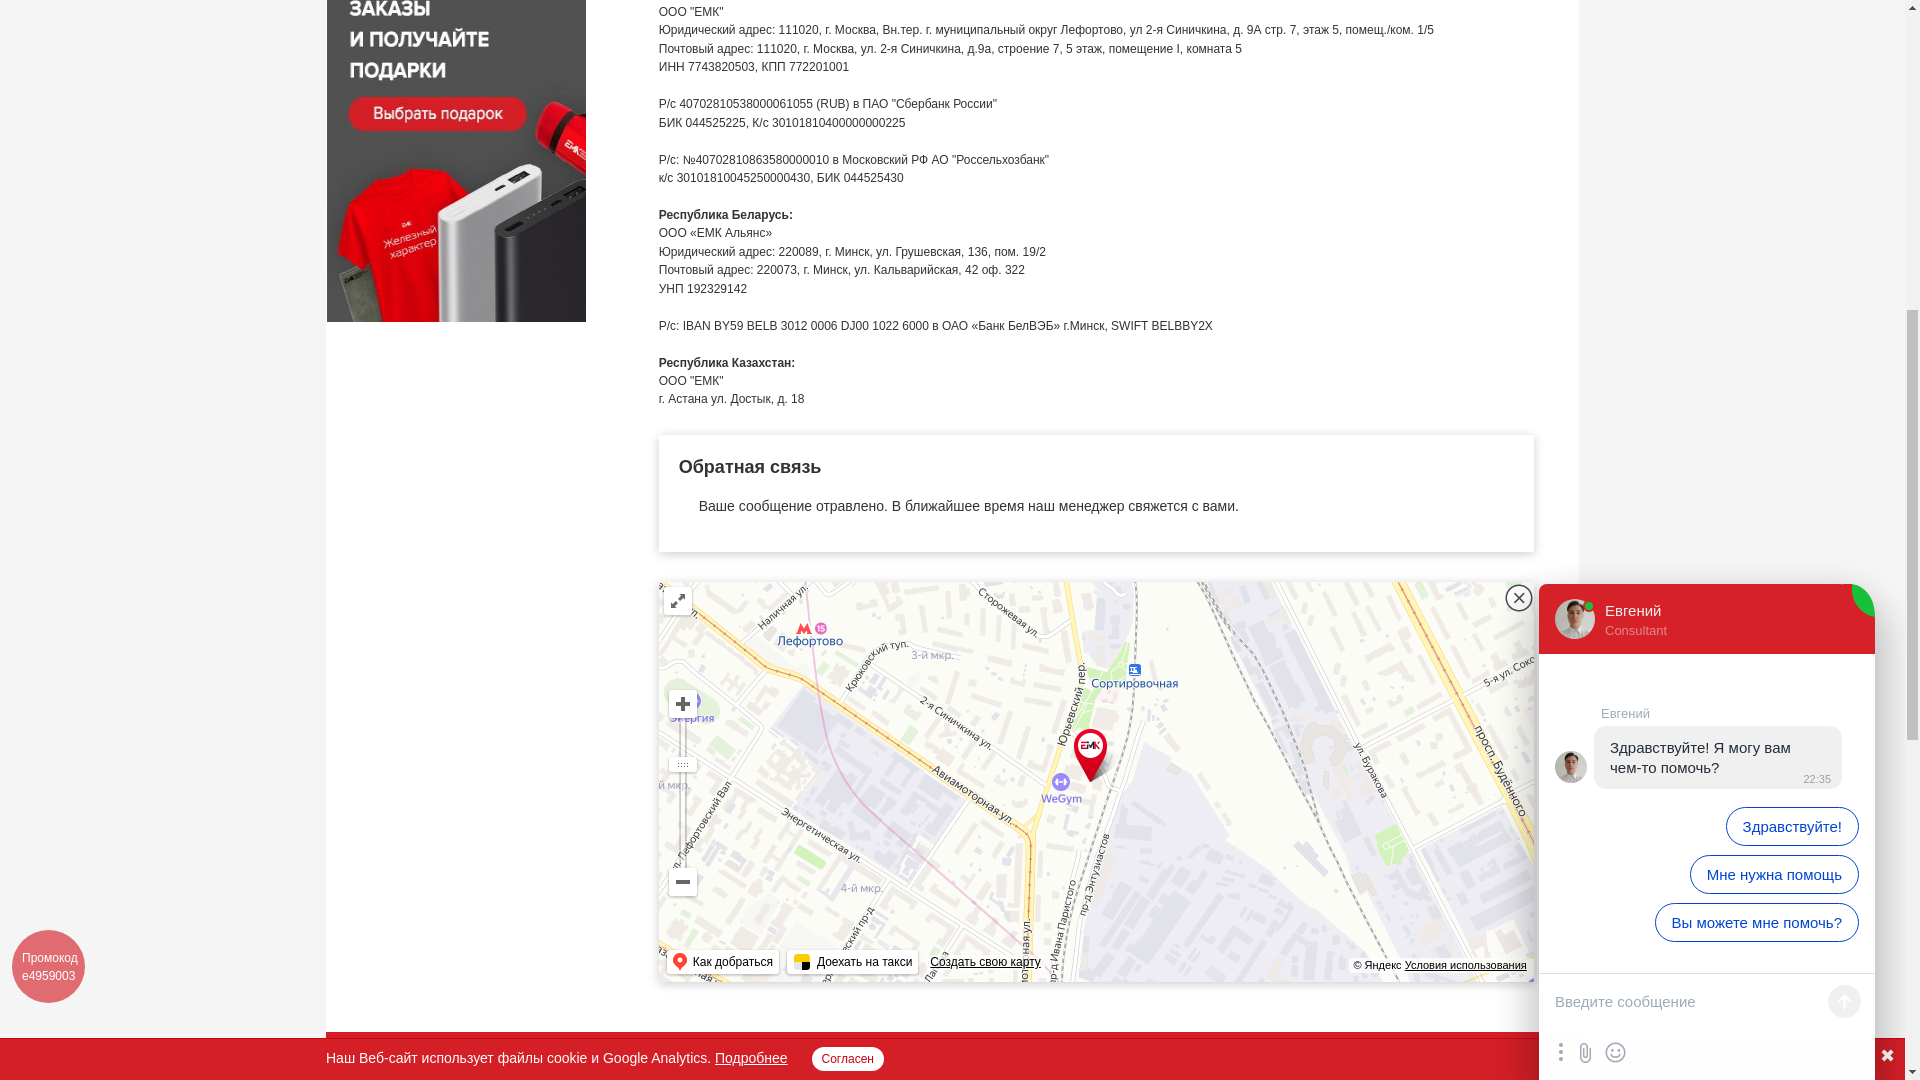 ЗАКАЗЫ
И ПОЛУЧАЙТЕ
ПОДАРКИ
Выбрать подарок
ЕМК
ЕМК
Железный
характер
ООО "ЕМК"
Юридический адрес: 111020, г. Москва, Вн.тер. г. муниципальный округ Лефортово, ул 2-я Синичкина, д. 9А стр. 7, этаж 5, помещ./ком. 1/5
Почтовый адрес: 111020, г. Москва, ул. 2-я Синичкина, д.9а, строение 7, 5 этаж, помещение I, комната 5
ИНН 7743820503, КПП 772201001
Р/с 40702810538000061055 (RUB) в ПАО "Сбербанк России"
БИК 044525225, К/с 30101810400000000225
Р/с: №40702810863580000010 в Московский РФ АО "Россельхозбанк"
к/с 30101810045250000430, БИК 044525430
Республика Беларусь:
ООО «ЕМК Альянс»
Юридический адрес: 220089, г. Минск, ул. Грушевская, 136, пом. 19/2
Почтовый адрес: 220073, г. Минск, ул. Кальварийская, 42 оф. 322
УНП 192329142
Р/с: IBAN BY59 BELB 3012 0006 DJ00 1022 6000 в ОАО «Банк БелВЭБ» г.Минск, SWIFT BELBBY2X
Республика Казахстан:
ООО "ЕМК"
г. Астана ул. Достык, д. 18
Обратная связь
Ваше сообщение отравлено. В ближайшее время наш менеджер свяжется с вами.
Наличная ул.
Сторожевая ул.
15
Лефортово
Крюковский туп.
3-й мкр.
Юрьевский пер.
Сортировочная
5-я ул. Соко
2-я Синичкина ул.
Энергия
просп. Будённого
ул. Буракова
ЕМК
WeGym
Авиамоторная ул.
й мкр.
ул. Лефортовский Вал
Энергетическая ул.
пр-д Энтузиастов
4-й мкр.
пр-д Ивана Паристого
Как добраться
Доехать на такси
Создать свою карту
© Яндекс Условия использования
Евгений
Consultant
Евгений
Здравствуйте! Я могу вам
чем-то помочь?
22:35
Здравствуйте!
Мне нужна помощь
Вы можете мне помочь?
Введите сообщение
Промокод
e4959003
Наш Веб-сайт использует файлы cookie и Google Analytics. Подробнее
Согласен